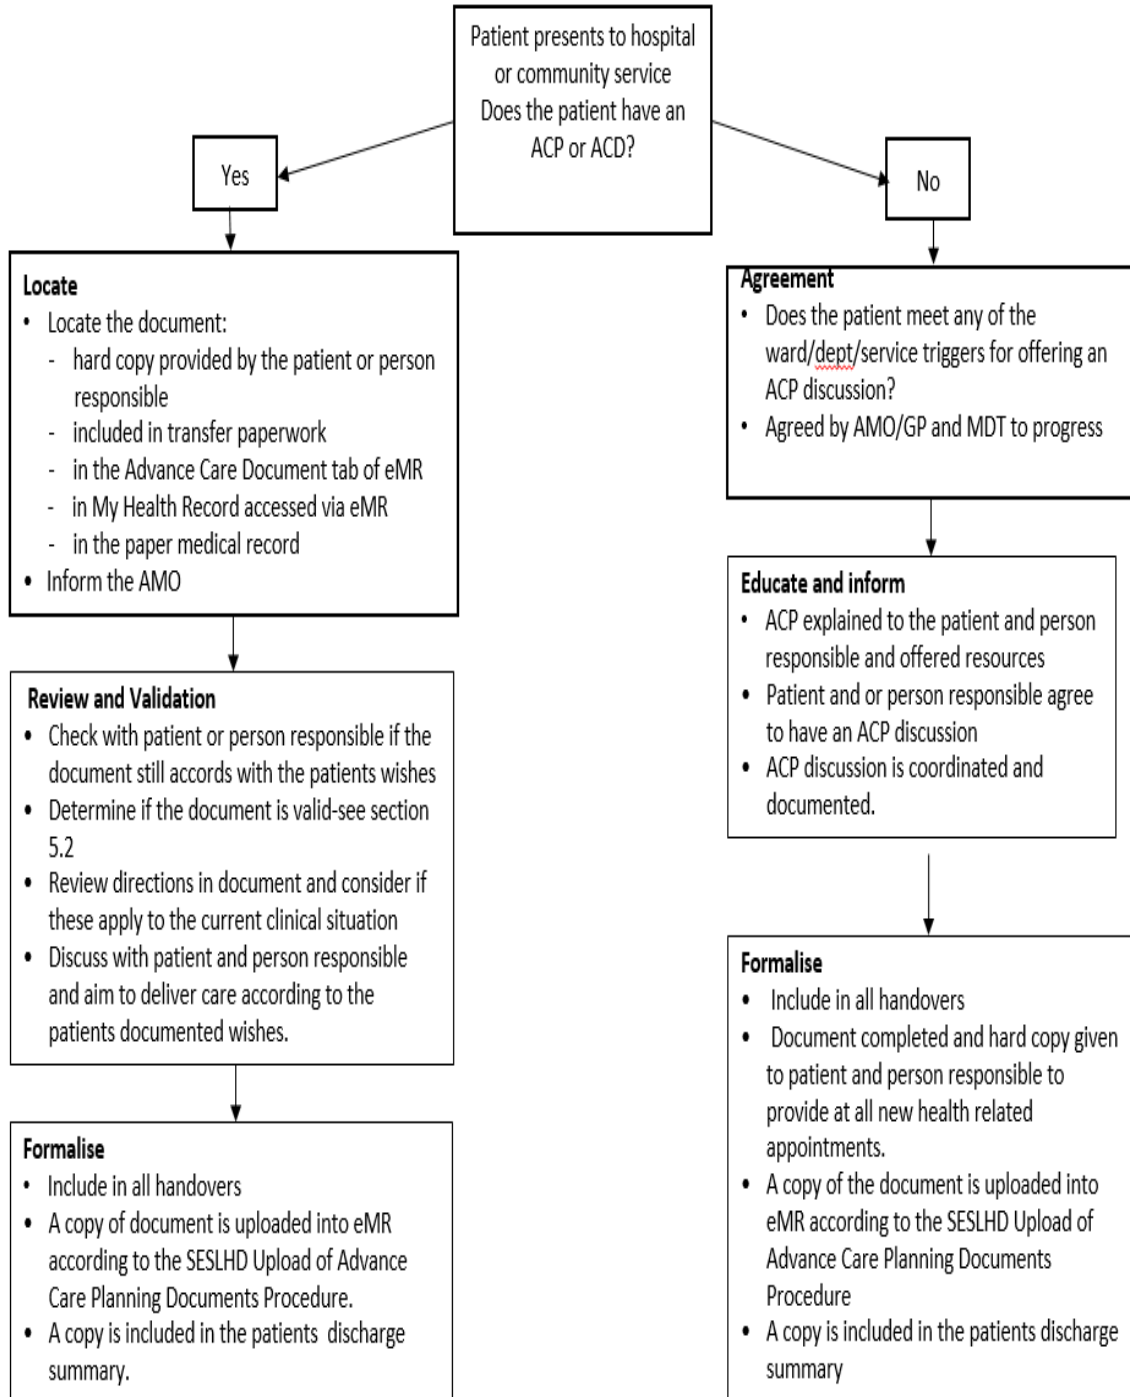 Patient presents to hospital
or community service
Does the patient have an
ACP or ACD?
Yes
No
Locate
• Locate the document:
- hard copy provided by the patient or person
responsible
- included in transfer paperwork
- in the Advance Care Document tab of eMR
- in My Health Record accessed via eMR
- in the paper medical record
• Inform the AMO
Review and Validation
• Check with patient or person responsible if the
document still accords with the patients wishes
• Determine if the document is valid-see section
5.2
• Review directions in document and consider if
these apply to the current clinical situation
• Discuss with patient and person responsible
and aim to deliver care according to the
patients documented wishes.
Formalise
• Include in all handovers
• A copy of document is uploaded into eMR
according to the SESLHD Upload of Advance
Care Planning Documents Procedure.
• A copy is included in the patients discharge
summary.
Agreement
• Does the patient meet any of the
ward/dept/service triggers for offering an
ACP discussion?
• Agreed by AMO/GP and MDT to progress
Educate and inform
• ACP explained to the patient and person
responsible and offered resources
• Patient and or person responsible agree
to have an ACP discussion
• ACP discussion is coordinated and
documented.
Formalise
• Include in all handovers
• Document completed and hard copy given
to patient and person responsible to
provide at all new health related
appointments.
• A copy of the document is uploaded into
eMR according to the SESLHD Upload of
Advance Care Planning Documents
Procedure
• A copy is included in the patients discharge
summary